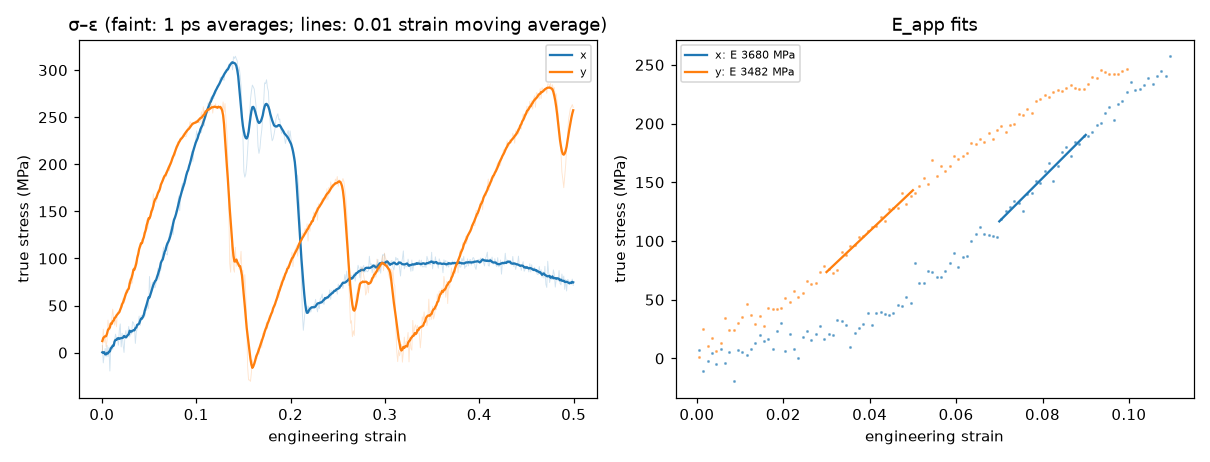 σ–ε (faint: 1 ps averages; lines: 0.01 strain moving average)
x
y
true stress (MPa)
300
250
200
150
100
50
0
0.0
0.1
0.2
0.3
0.4
0.5
engineering strain
E_app fits
x: E 3680 MPa
y: E 3482 MPa
true stress (MPa)
250
200
150
100
50
0
0.00
0.02
0.04
0.06
0.08
0.10
engineering strain